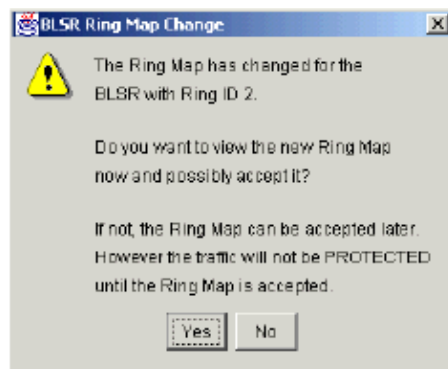 BLSR Ring Map Change
The Ring Map has changed for the
BLSR with Ring ID 2.
Do you want to view the new Ring Map
now and possibly accept it?
If not, the Ring Map can be accepted later.
However the traffic will not be PROTECTED
until the Ring Map is accepted.
Yes No